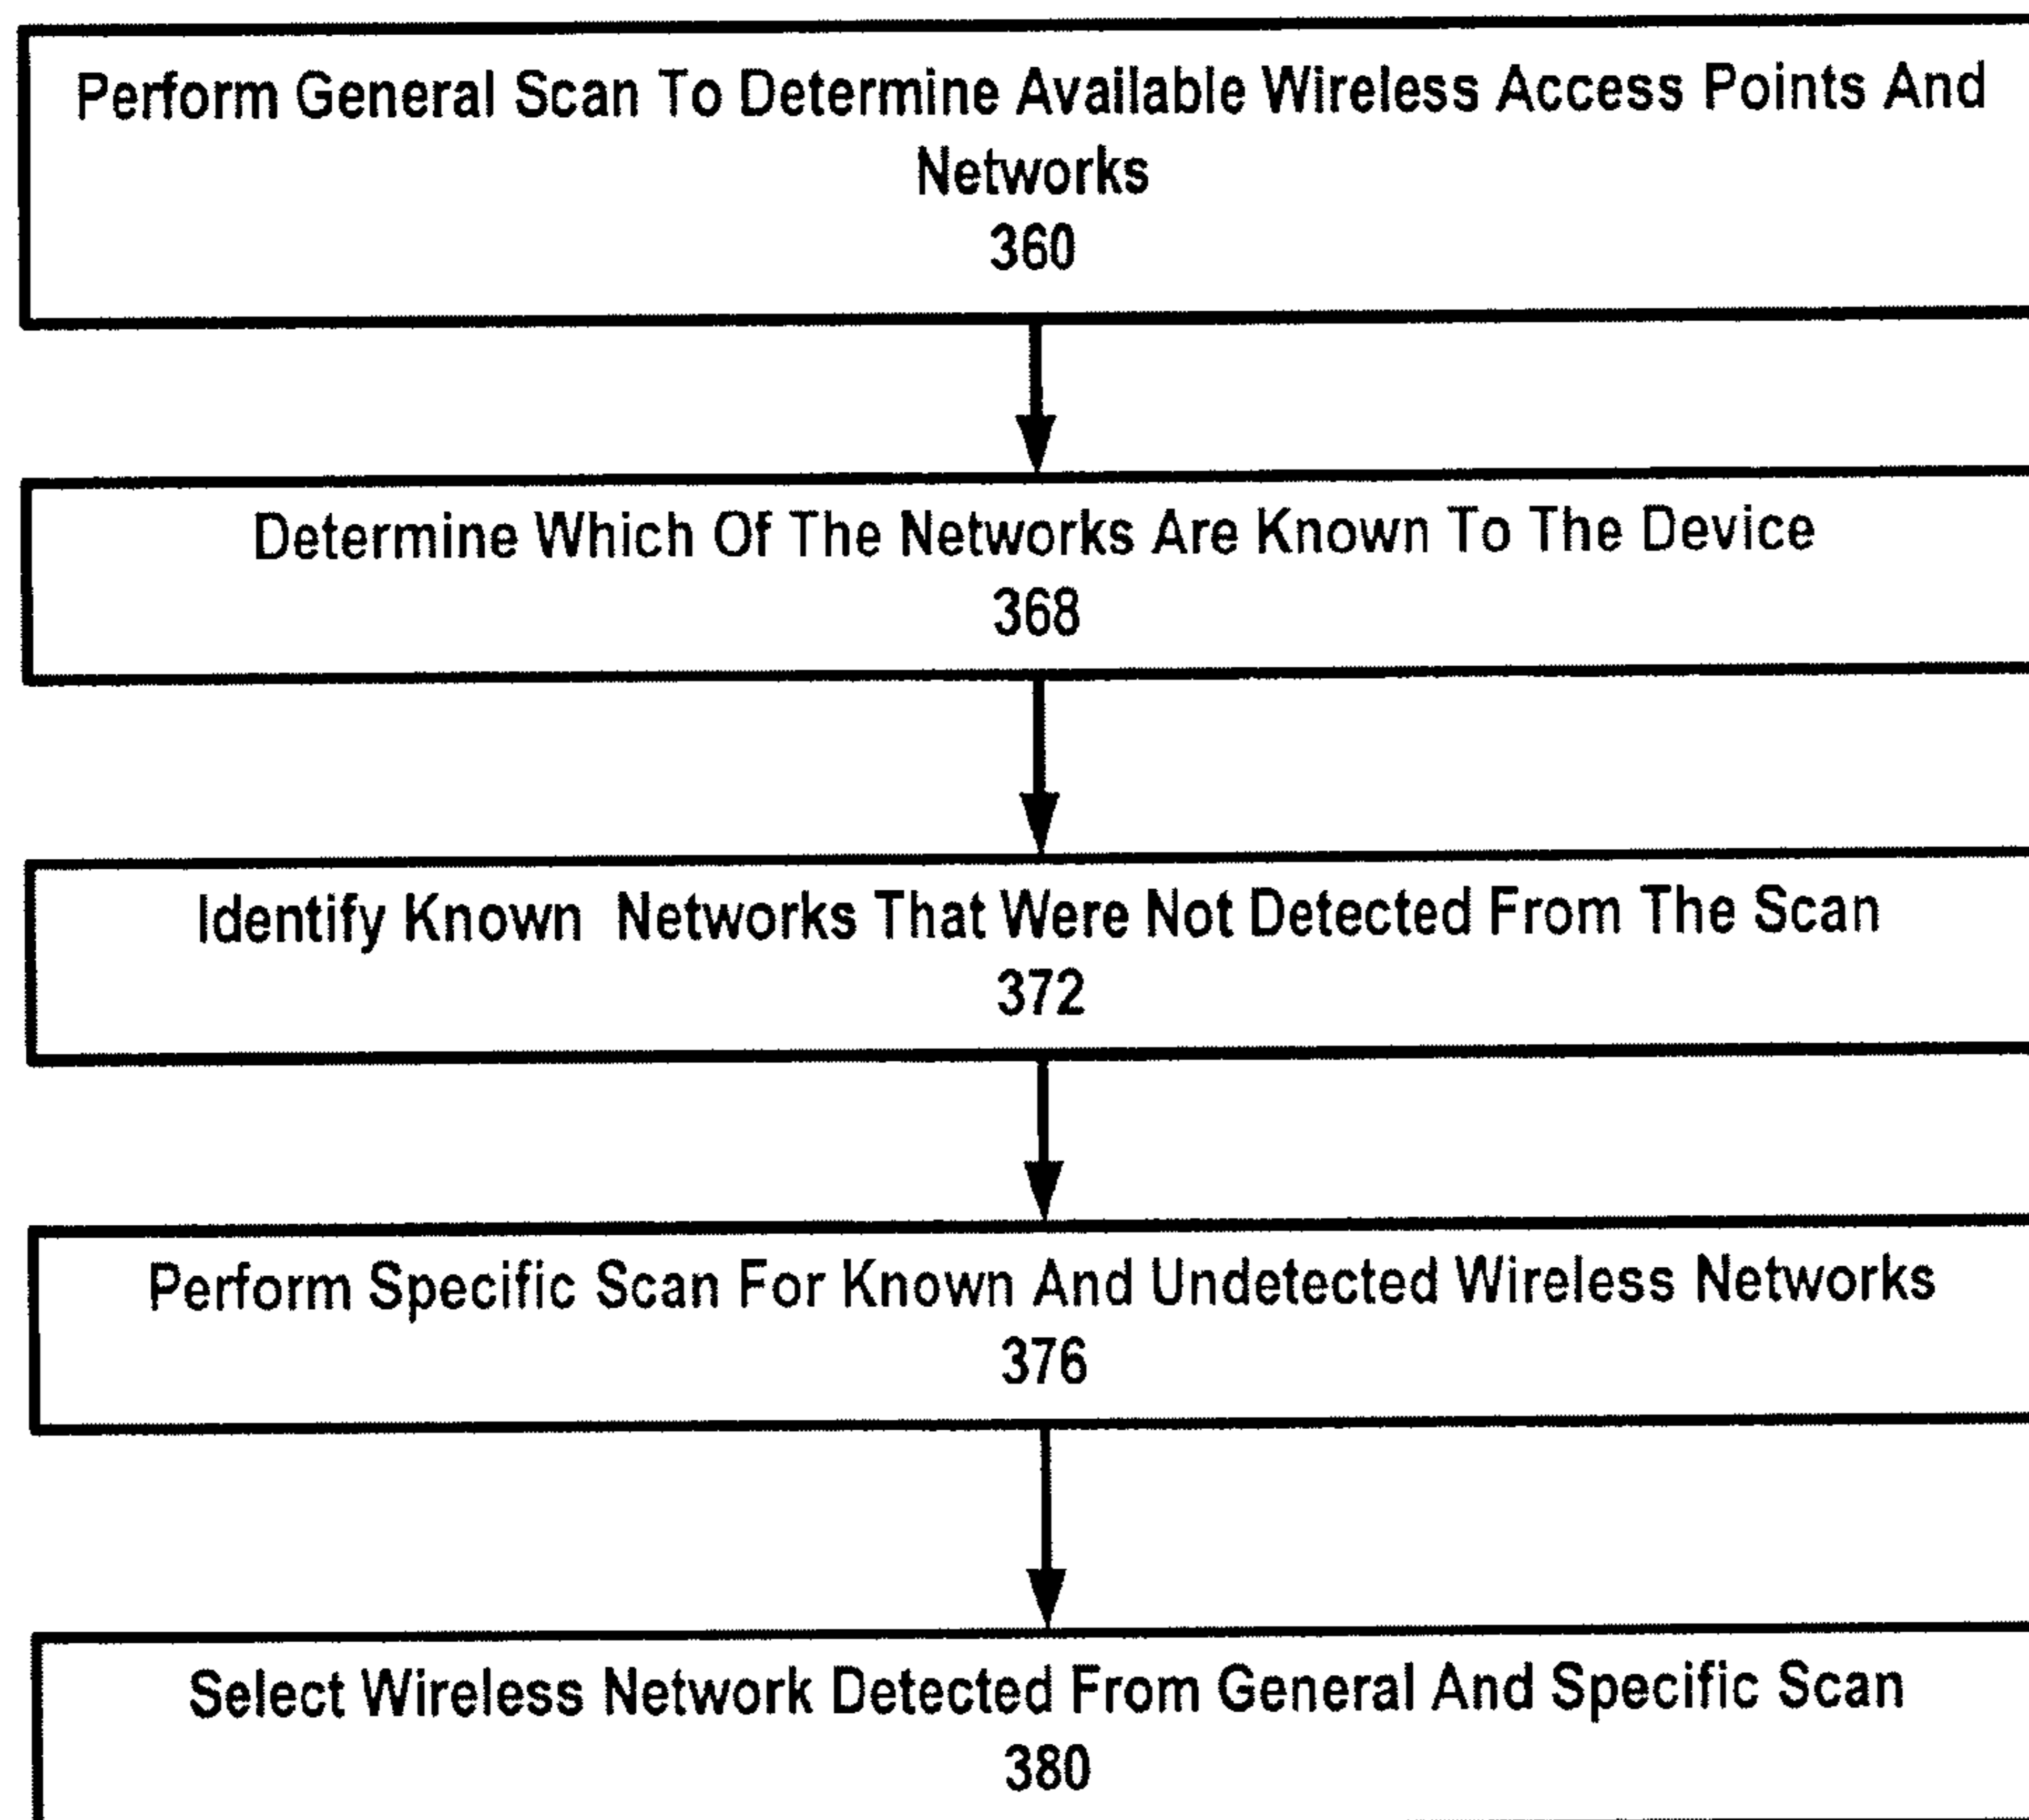 Perform General Scan To Determine Available Wireless Access Points And
Networks
360
Determine Which Of The Networks Are Known To The Device
368
Identify Known Networks That Were Not Detected From The Scan
372
Perform Specific Scan For Known And Undetected Wireless Networks
376
Select Wireless Network Detected From General And Specific Scan
380